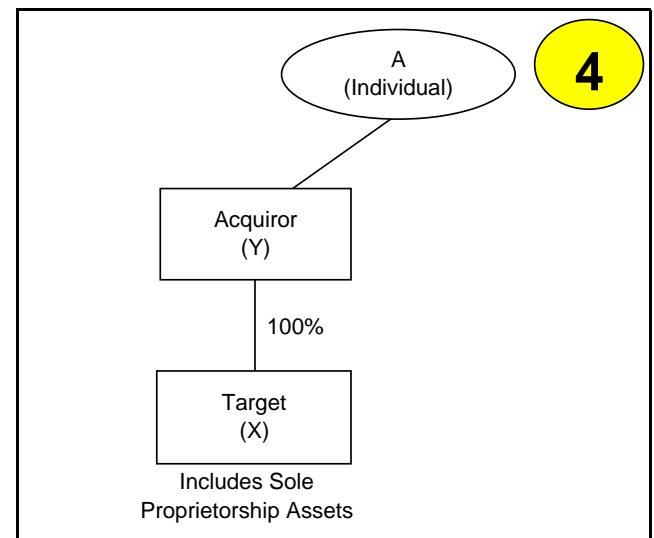 A
(Individual)
4
Acquiror
(Y)
100%
Target
(X)
Includes Sole
Proprietorship Assets